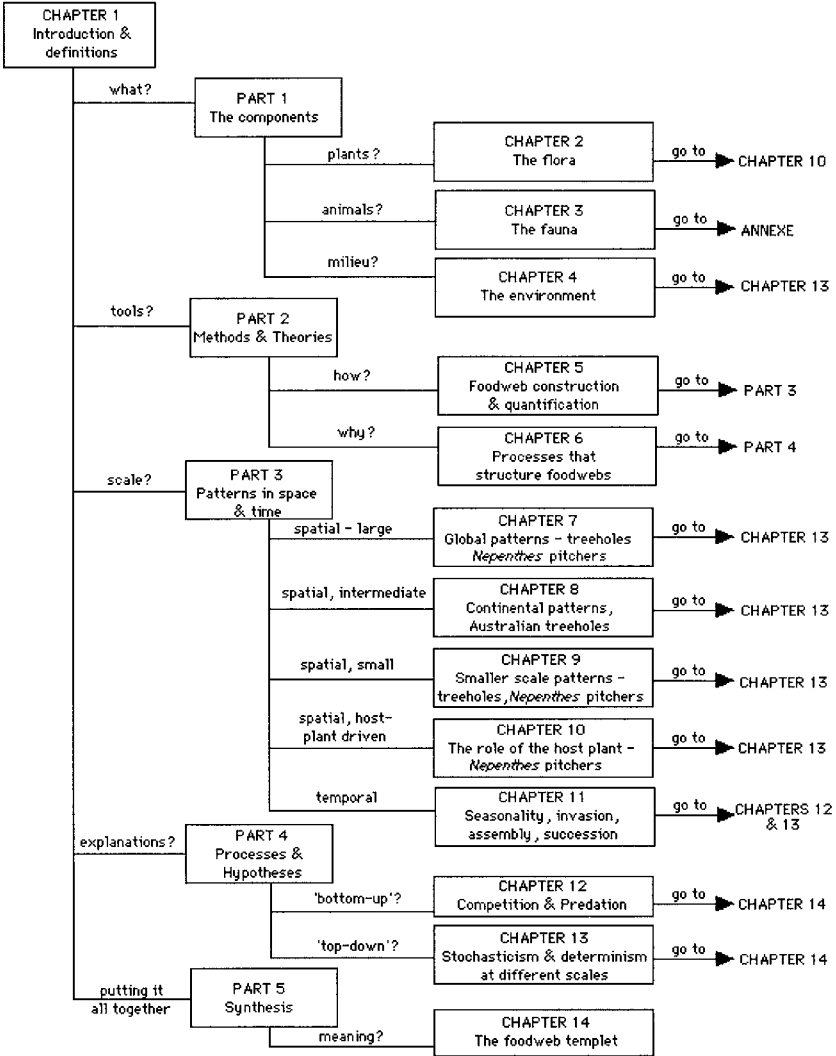 CHAPTER 1
Introduction &
definitions
what?
PART 1
The components
plants?
CHAPTER 2
The flora
go to
CHAPTER 10
animals?
CHAPTER 3
The fauna
go to
ANNEXE
milieu?
CHAPTER 4
The environment
go to
CHAPTER 13
tools?
PART 2
Methods & Theories
how?
CHAPTER 5
Foodweb construction
& quantification
go to
PART 3
why?
CHAPTER 6
Processes that
structure foodwebs
go to
PART 4
scale?
PART 3
Patterns in space
& time
spatial - large
CHAPTER 7
Global patterns - treeholes
Nepenthes pitchers
go to
CHAPTER 13
spatial, intermediate
CHAPTER 8
Continental patterns,
Australian treeholes
go to
CHAPTER 13
spatial, small
CHAPTER 9
Smaller scale patterns -
treeholes, Nepenthes pitchers
go to
CHAPTER 13
spatial, host-
plant driven
CHAPTER 10
The role of the host plant -
Nepenthes pitchers
go to
CHAPTER 13
temporal
CHAPTER 11
Seasonality, invasion,
assembly, succession
go to
CHAPTERS 12
& 13
explanations?
PART 4
Processes &
Hypotheses
'bottom-up'?
CHAPTER 12
Competition & Predation
go to
CHAPTER 14
'top-down'?
CHAPTER 13
Stochasticism & determinism
at different scales
go to
CHAPTER 14
putting it
all together
PART 5
Synthesis
meaning?
CHAPTER 14
The foodweb templet